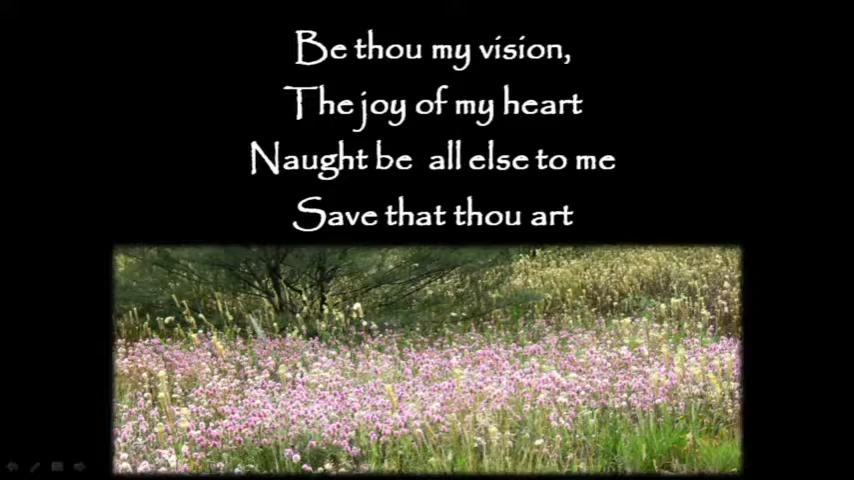 Be thou my vision,
The joy of my heart
Naught be all else to me
Save that thou art